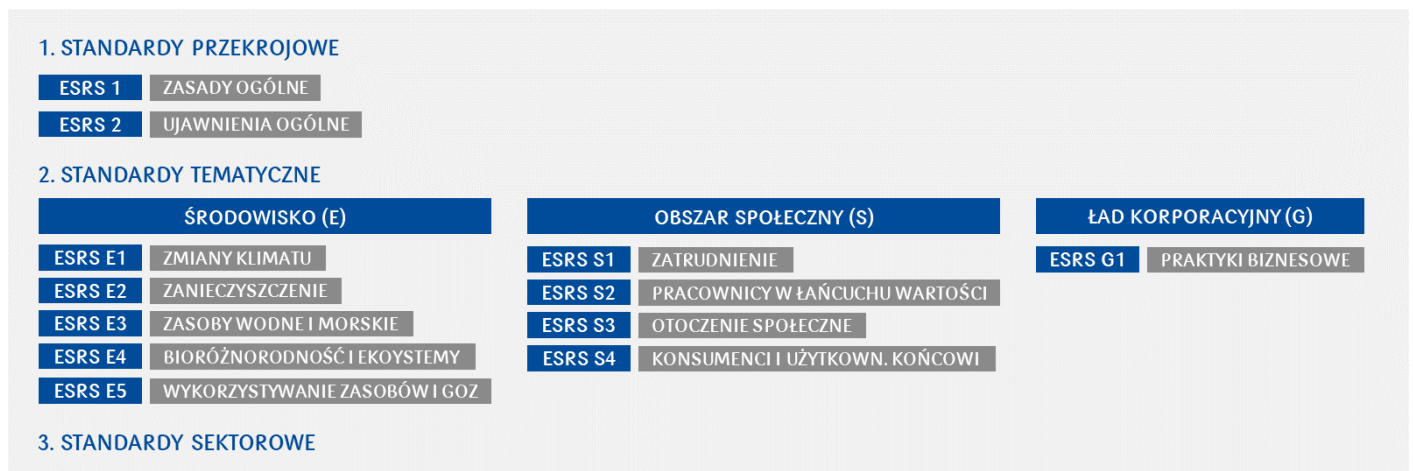 1. STANDARDY PRZEKROJOWE
ESRS 1 ZASADY OGÓLNE
ESRS 2 UJAWNIENIA OGÓLNE
2. STANDARDY TEMATYCZNE
ŚRODOWISKO (E)
ESRS E1 ZMIANY KLIMATU
ESRS E2 ZANIECZYSZCZENIE
ESRS E3 ZASOBY WODNE I MORSKIE
ESRS E4 BIORÓŻNORODNOŚĆ I EKOYSTEMY
ESRS E5 WYKORZYSTYWANIE ZASOBÓW I GOZ
OBSZAR SPOŁECZNY (S)
ESRS S1 ZATRUDNIENIE
ESRS S2 PRACOWNICY W ŁAŃCUCHU WARTOŚCI
ESRS S3 OTOCZENIE SPOŁECZNE
ESRS S4 KONSUMENCI I UŻYTKOWN. KOŃCOWI
ŁAD KORPORACYJNY (G)
ESRS G1 PRAKTYKI BIZNESOWE
3. STANDARDY SEKTOROWE